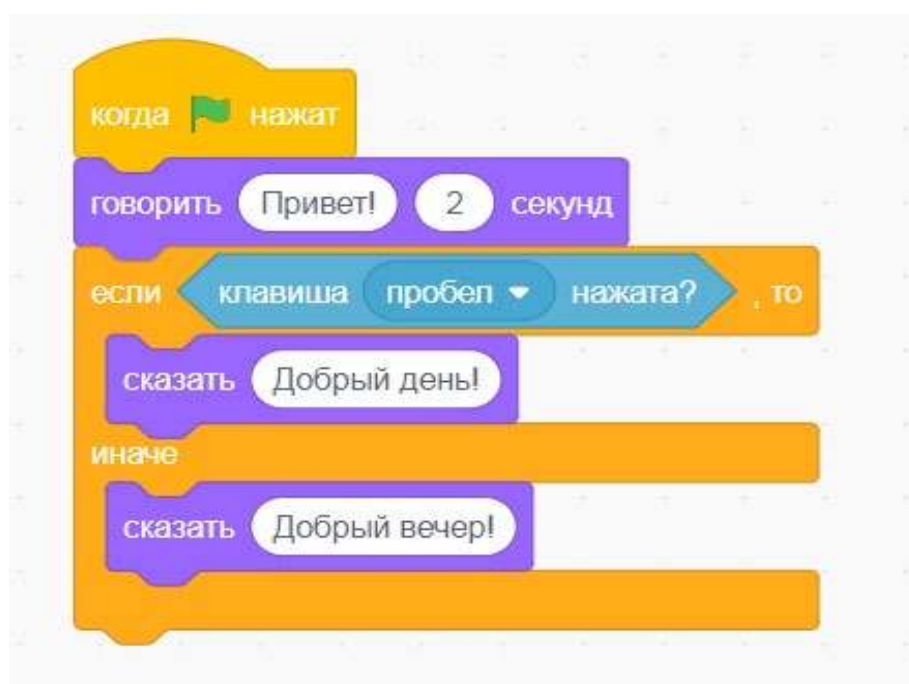 когда нажат
говорить Привет! 2 секунд
если клавиша пробел нажата? , то
сказать Добрый день!
иначе
сказать Добрый вечер!